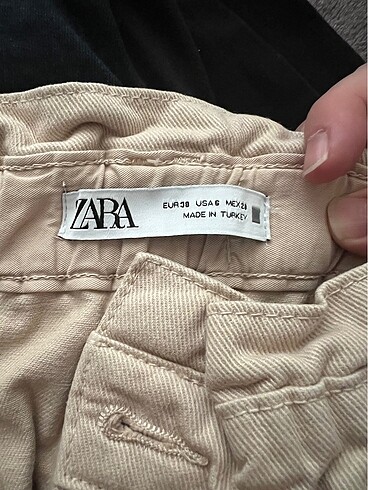 ZARA
EUR 38 USA 6 MEX 28
MADE IN TURKEY